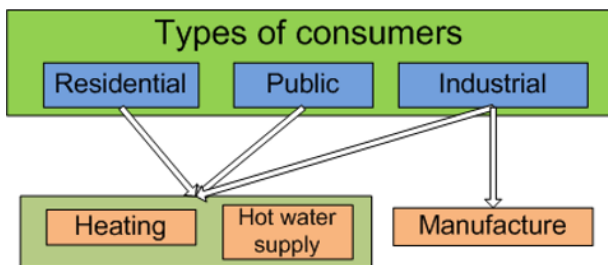 Types of consumers
Residential
Public
Industrial
Heating
Hot water
supply
Manufacture